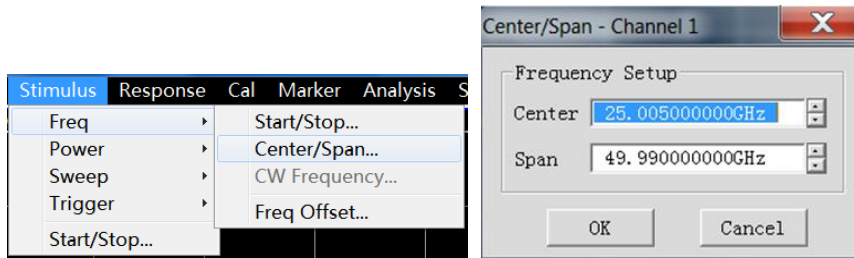 Stimulus Response Cal Marker Analysis S
Freq
Power
Sweep
Trigger
Start/Stop...
Start/Stop...
Center/Span...
CW Frequency...
Freq Offset...
Center/Span - Channel 1
Frequency Setup
Center 25.005000000GHz
Span 49.990000000GHz
OK Cancel